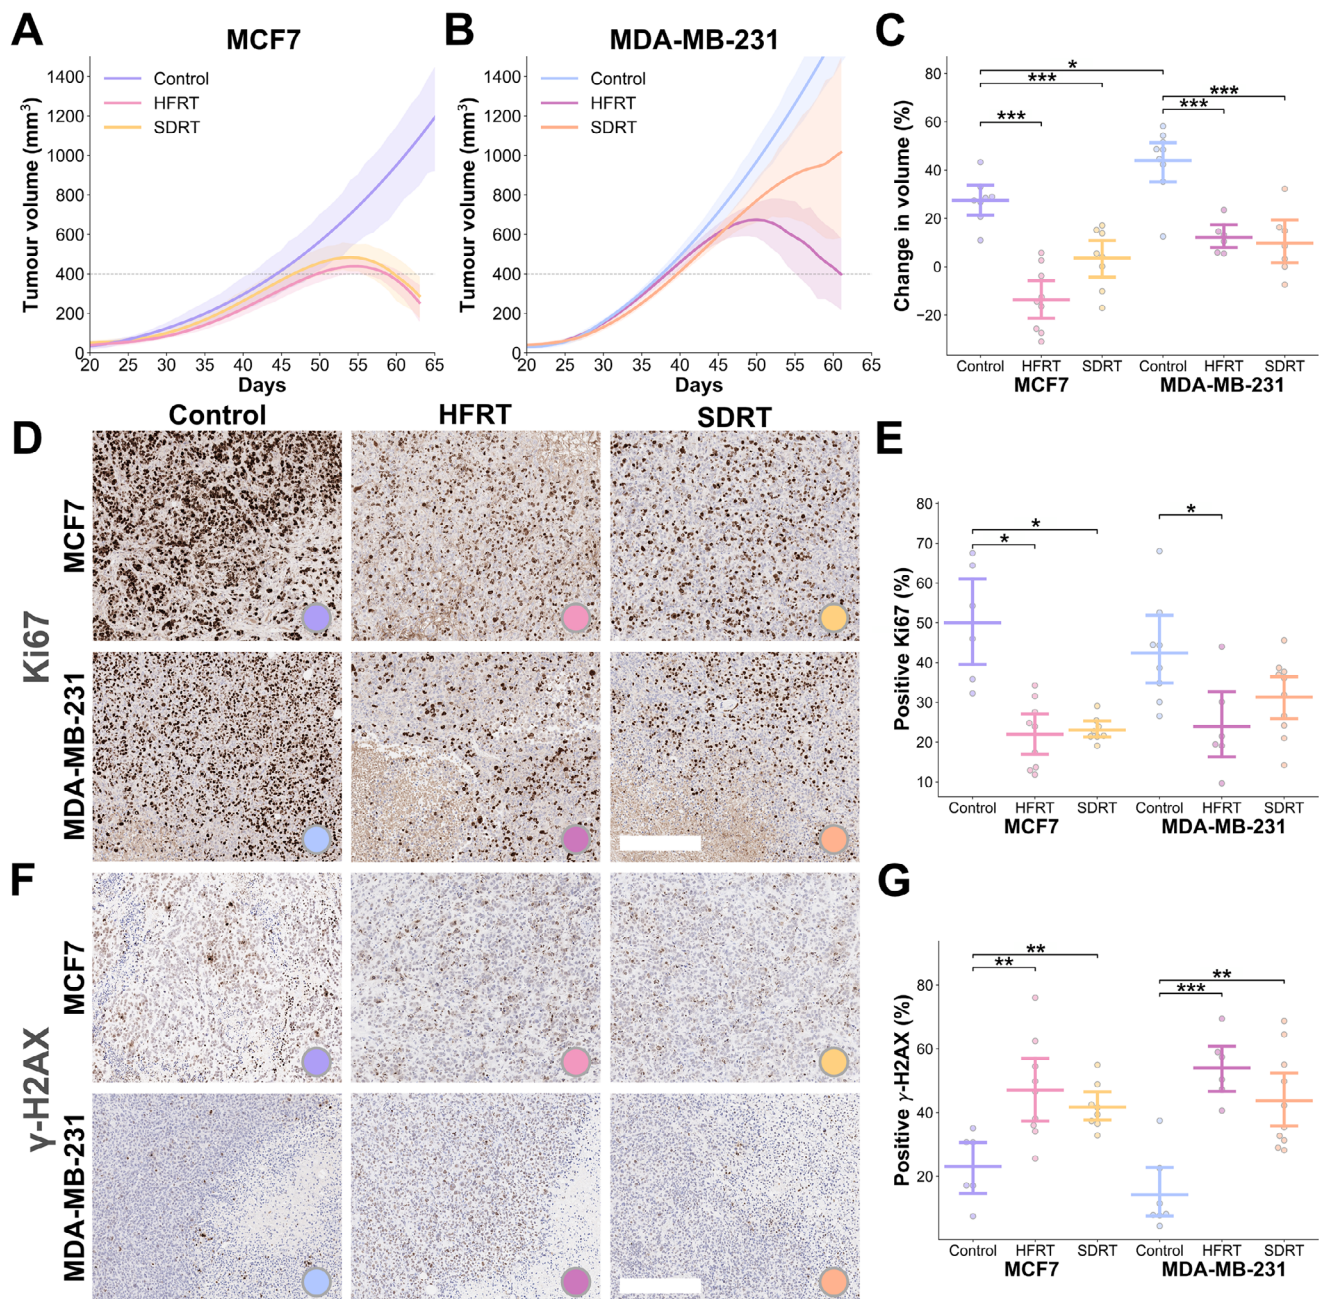 A
MCF7
Tumour volume (mm³)
1400
1200
1000
800
600
400
200
0
Control
HFRT
SDRT
20 25 30 35 40 45 50 55 60 65
Days
B
MDA-MB-231
Tumour volume (mm³)
1400
1200
1000
800
600
400
200
0
Control
HFRT
SDRT
20 25 30 35 40 45 50 55 60 65
Days
C
Change in volume (%)
80
60
40
20
0
−20
*
***
***
***
***
Control HFRT SDRT Control HFRT SDRT
MCF7 MDA-MB-231
D
Control HFRT SDRT
Ki67
MCF7
MDA-MB-231
E
Positive Ki67 (%)
80
70
60
50
40
30
20
10
*
*
*
Control HFRT SDRT Control HFRT SDRT
MCF7 MDA-MB-231
F
γ-H2AX
MCF7
MDA-MB-231
G
Positive γ-H2AX (%)
80
60
40
20
**
**
**
***
Control HFRT SDRT Control HFRT SDRT
MCF7 MDA-MB-231